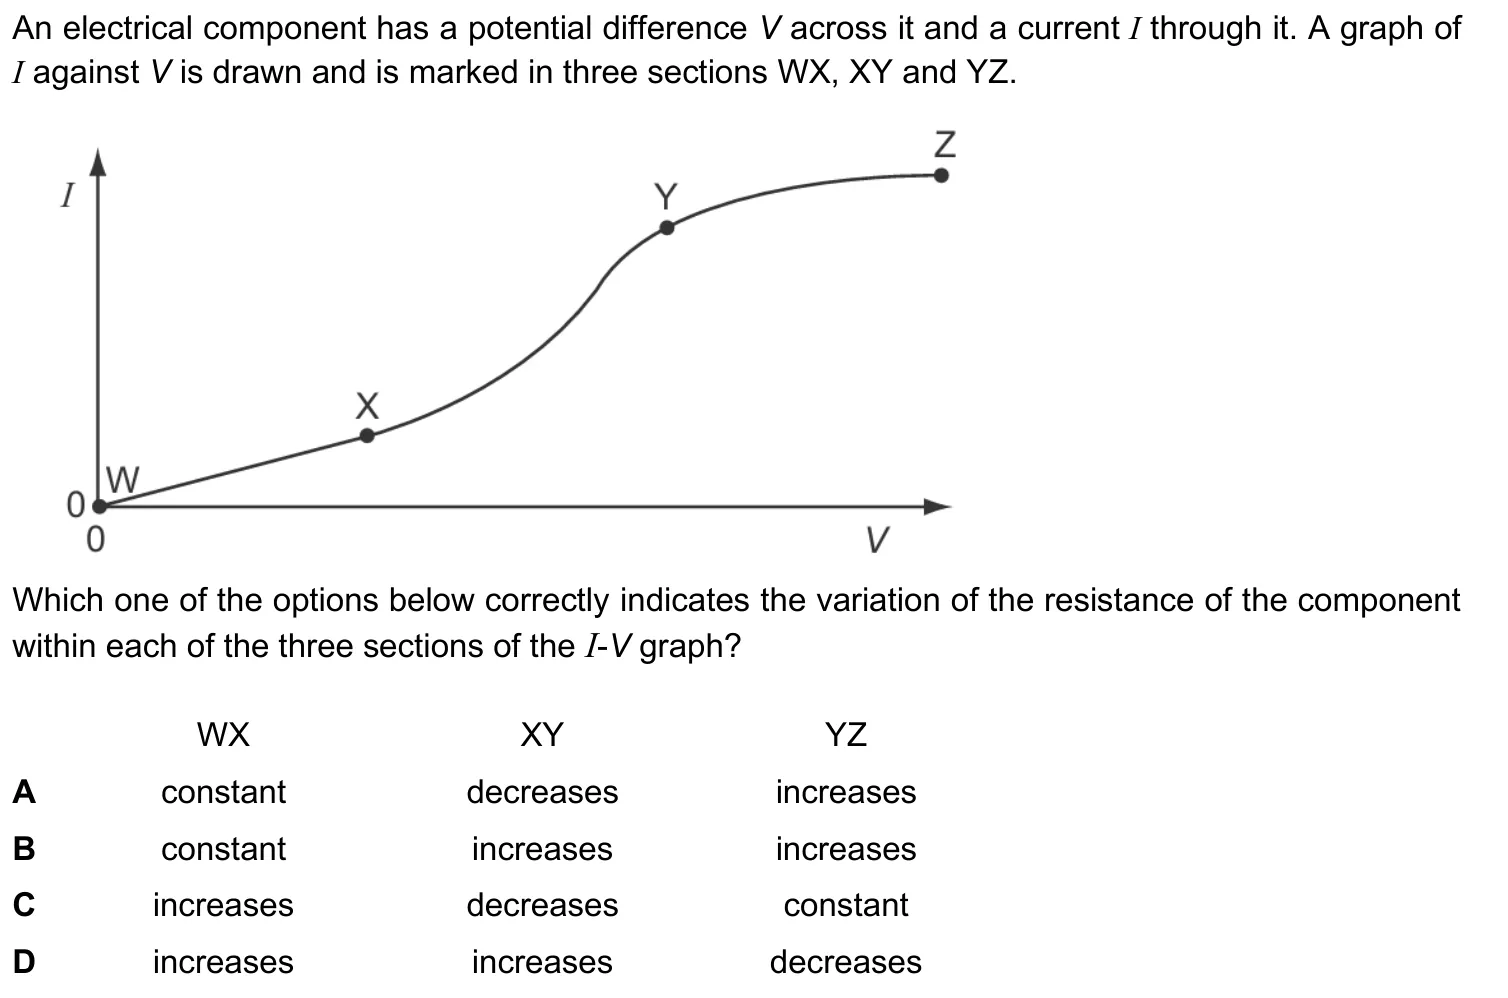 An electrical component has a potential difference V across it and a current I through it. A graph of
I against V is drawn and is marked in three sections WX, XY and YZ.
Z
I
Y
X
W
0
0
V
Which one of the options below correctly indicates the variation of the resistance of the component
within each of the three sections of the I-V graph?
WX XY YZ
A constant decreases increases
B constant increases increases
C increases decreases constant
D increases increases decreases